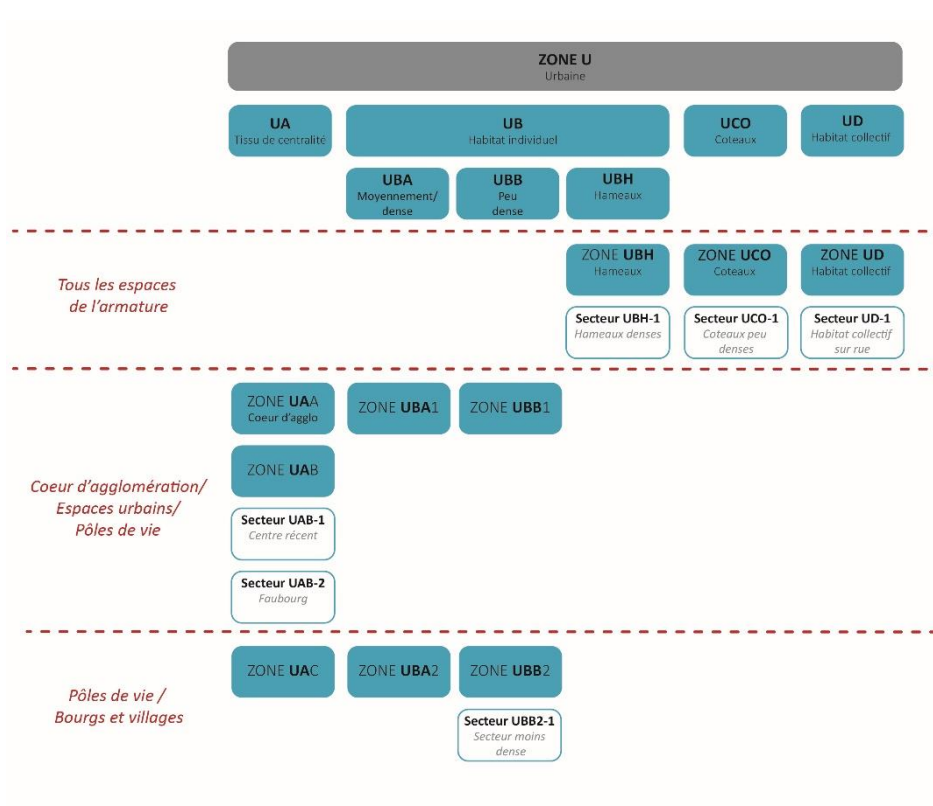 ZONE U
Urbaine
UA
Tissu de centralité
UB
Habitat individuel
UCO
Coteaux
UD
Habitat collectif
UBA
Moyennement/
dense
UBB
Peu
dense
UBH
Hameaux
Tous les espaces
de l'armature
ZONE UBH
Hameaux
ZONE UCO
Coteaux
ZONE UD
Habitat collectif
Secteur UBH-1
Hameaux denses
Secteur UCO-1
Coteaux peu
denses
Secteur UD-1
Habitat collectif
sur rue
Coeur d'agglomération/
Espaces urbains/
Pôles de vie
ZONE UAA
Coeur d'agglo
ZONE UBA1
ZONE UBB1
ZONE UAB
Secteur UAB-1
Centre récent
Secteur UAB-2
Faubourg
Pôles de vie /
Bourgs et villages
ZONE UAC
ZONE UBA2
ZONE UBB2
Secteur UBB2-1
Secteur moins
dense